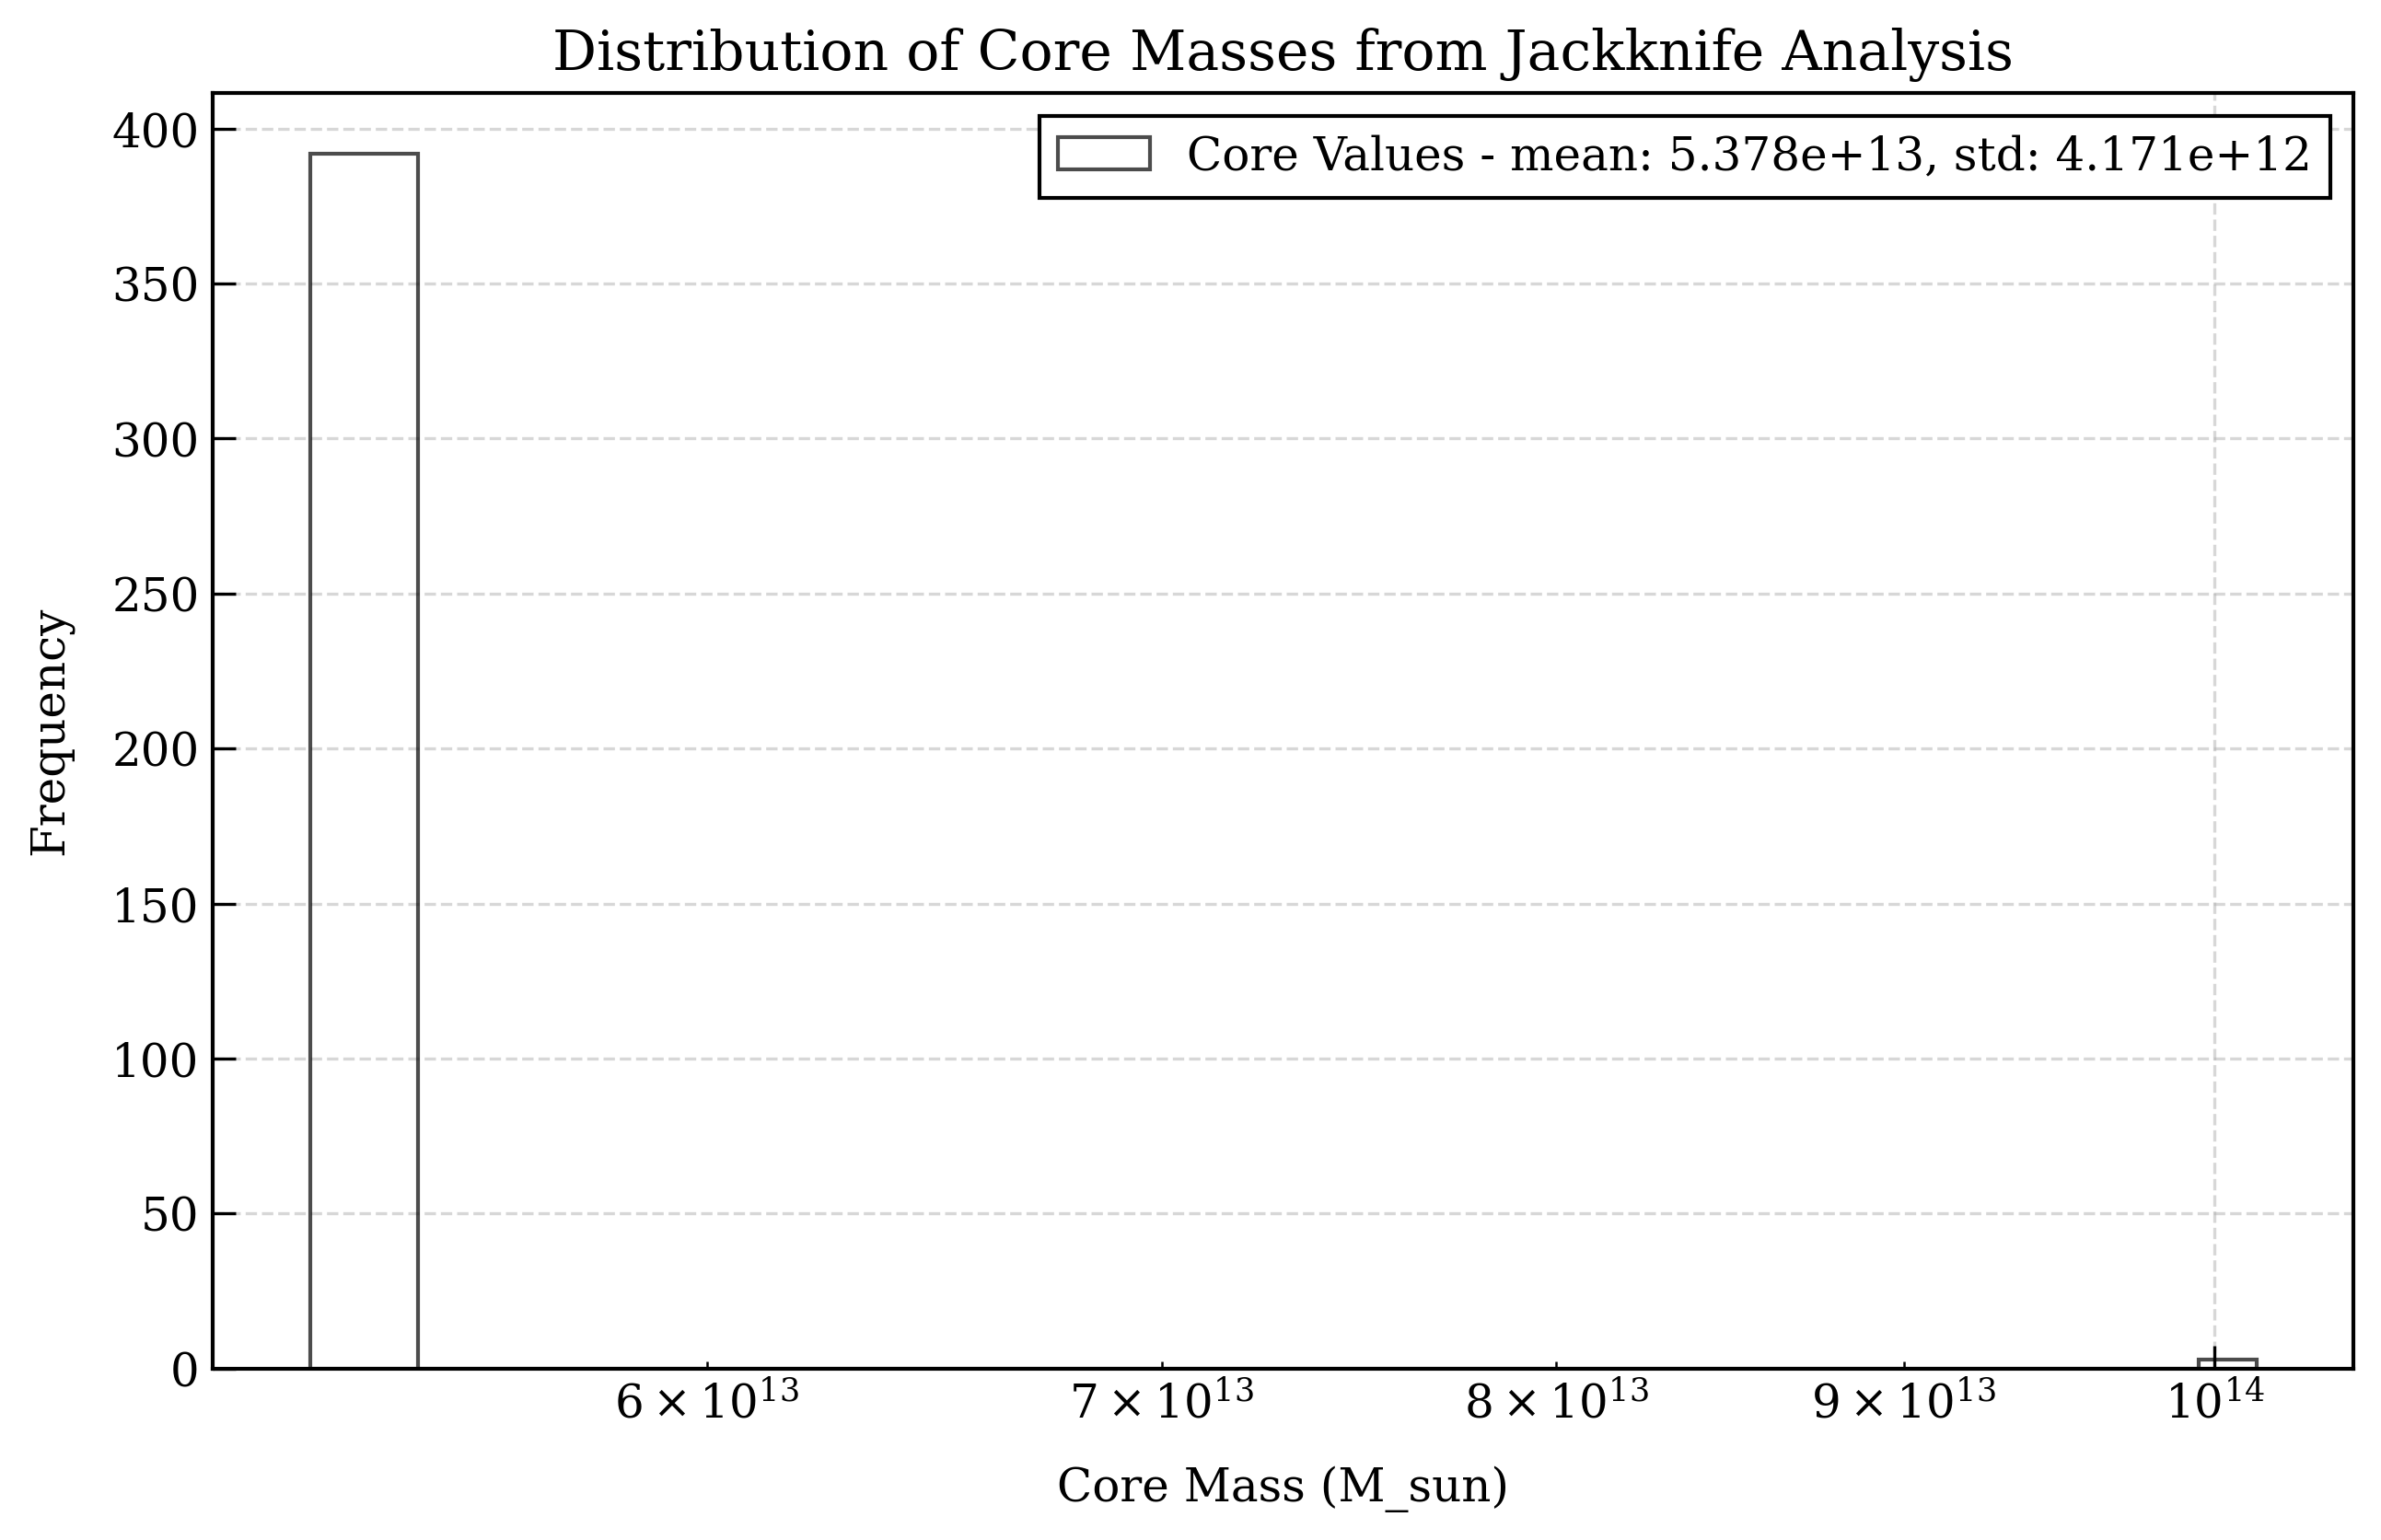 Distribution of Core Masses from Jackknife Analysis
Core Values - mean: 5.378e+13, std: 4.171e+12
400
350
300
250
200
150
100
50
0
Frequency
6 × 10¹³ 7 × 10¹³ 8 × 10¹³ 9 × 10¹³ 10¹⁴
Core Mass (M_sun)